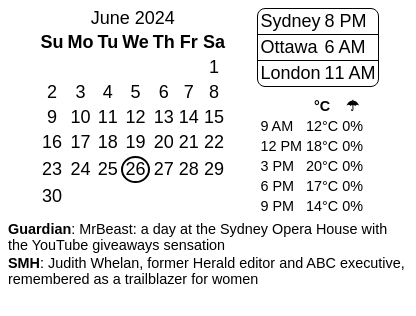 June 2024
Su Mo Tu We Th Fr Sa
1
2 3 4 5 6 7 8
9 10 11 12 13 14 15
16 17 18 19 20 21 22
23 24 25 26 27 28 29
30
Sydney 8 PM
Ottawa 6 AM
London 11 AM
°C ☂
9 AM 12°C 0%
12 PM 18°C 0%
3 PM 20°C 0%
6 PM 17°C 0%
9 PM 14°C 0%
Guardian: MrBeast: a day at the Sydney Opera House with
the YouTube giveaways sensation
SMH: Judith Whelan, former Herald editor and ABC executive,
remembered as a trailblazer for women